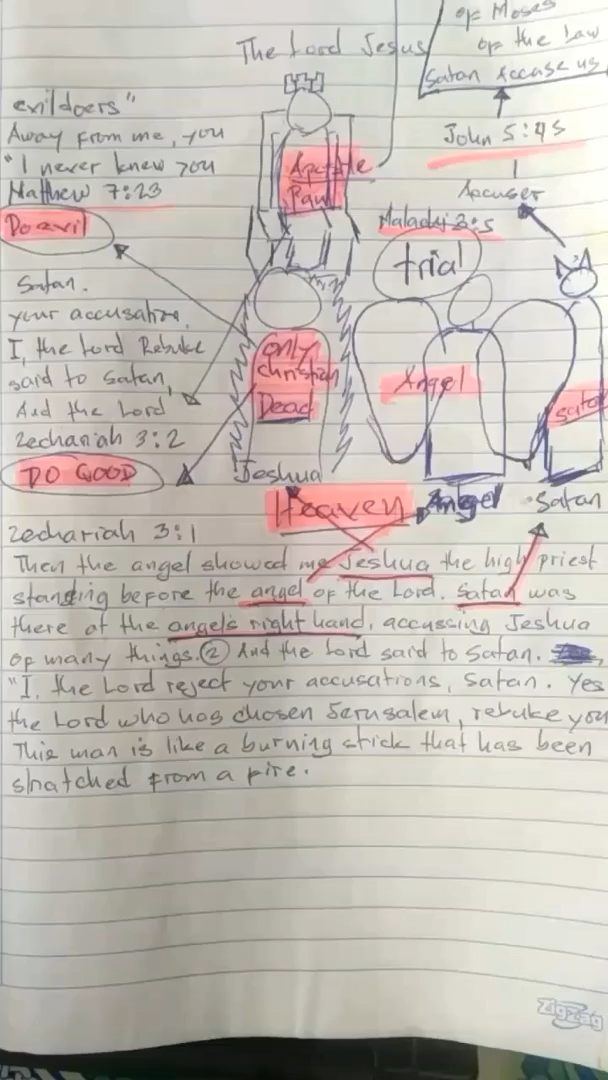 of Moses
of the Law
Satan Accuse us
The Lord Jesus
John 5:45
Accuser
evildoers"
Away from me, you
"I never knew you
Matthew 7:23
Apostle
Paul
Do evil
Maladki 3:5
trial
Satan.
your accusation,
I, the Lord Rebuke
said to Satan,
And the Lord
Zechariah 3:2
DO GOOD
only
christian
Dead
Angel
Satan
Jeshua
Heaven
Angel
Satan
Zechariah 3:1
Then the angel showed me Jeshua the high priest
standing before the angel of the Lord. Satan was
there at the angels right hand, accussing Jeshua
of many things. ② And the Lord said to Satan.
"I, the Lord reject your accusations, Satan. Yes
the Lord who has chosen Jerusalem, rebuke you
This man is like a burning stick that has been
snatched from a fire.
zigzag